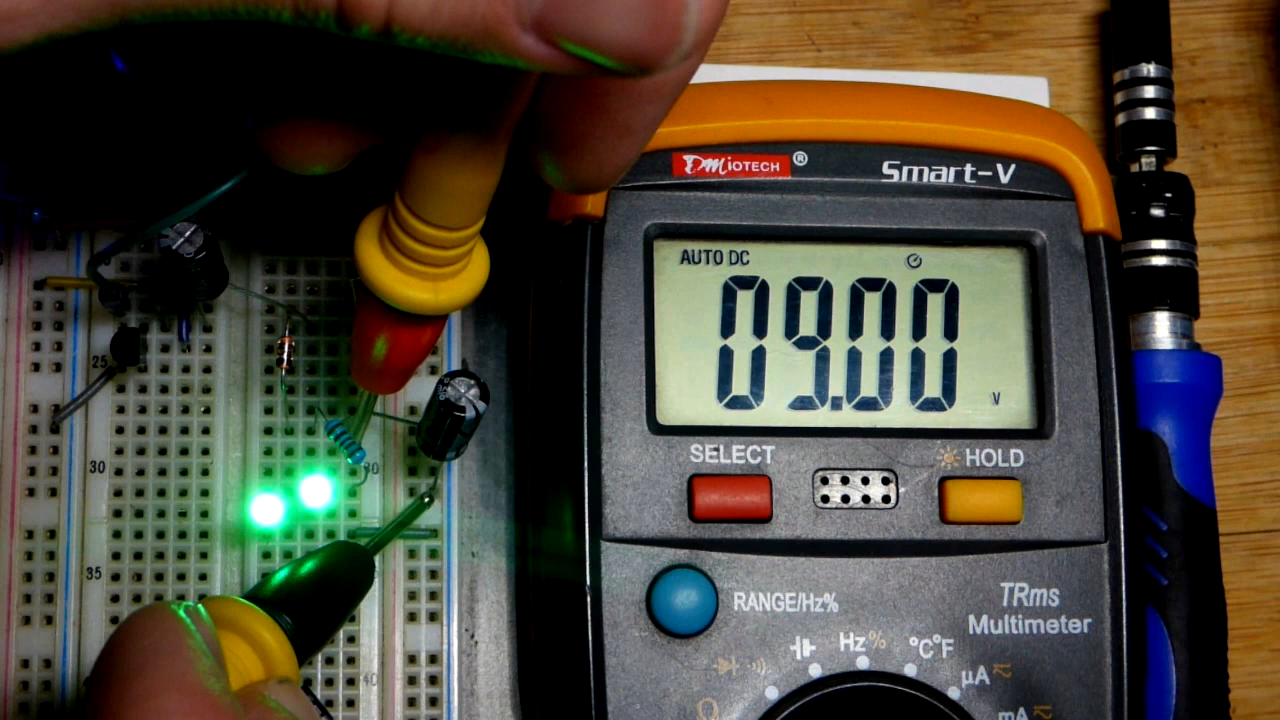 DMiOTECH ®
Smart-V
AUTO DC
09.00 V
SELECT
HOLD
RANGE/Hz%
TRms
Multimeter
Hz%
°C°F
μA
mA
Ω
25
30
30
35
40